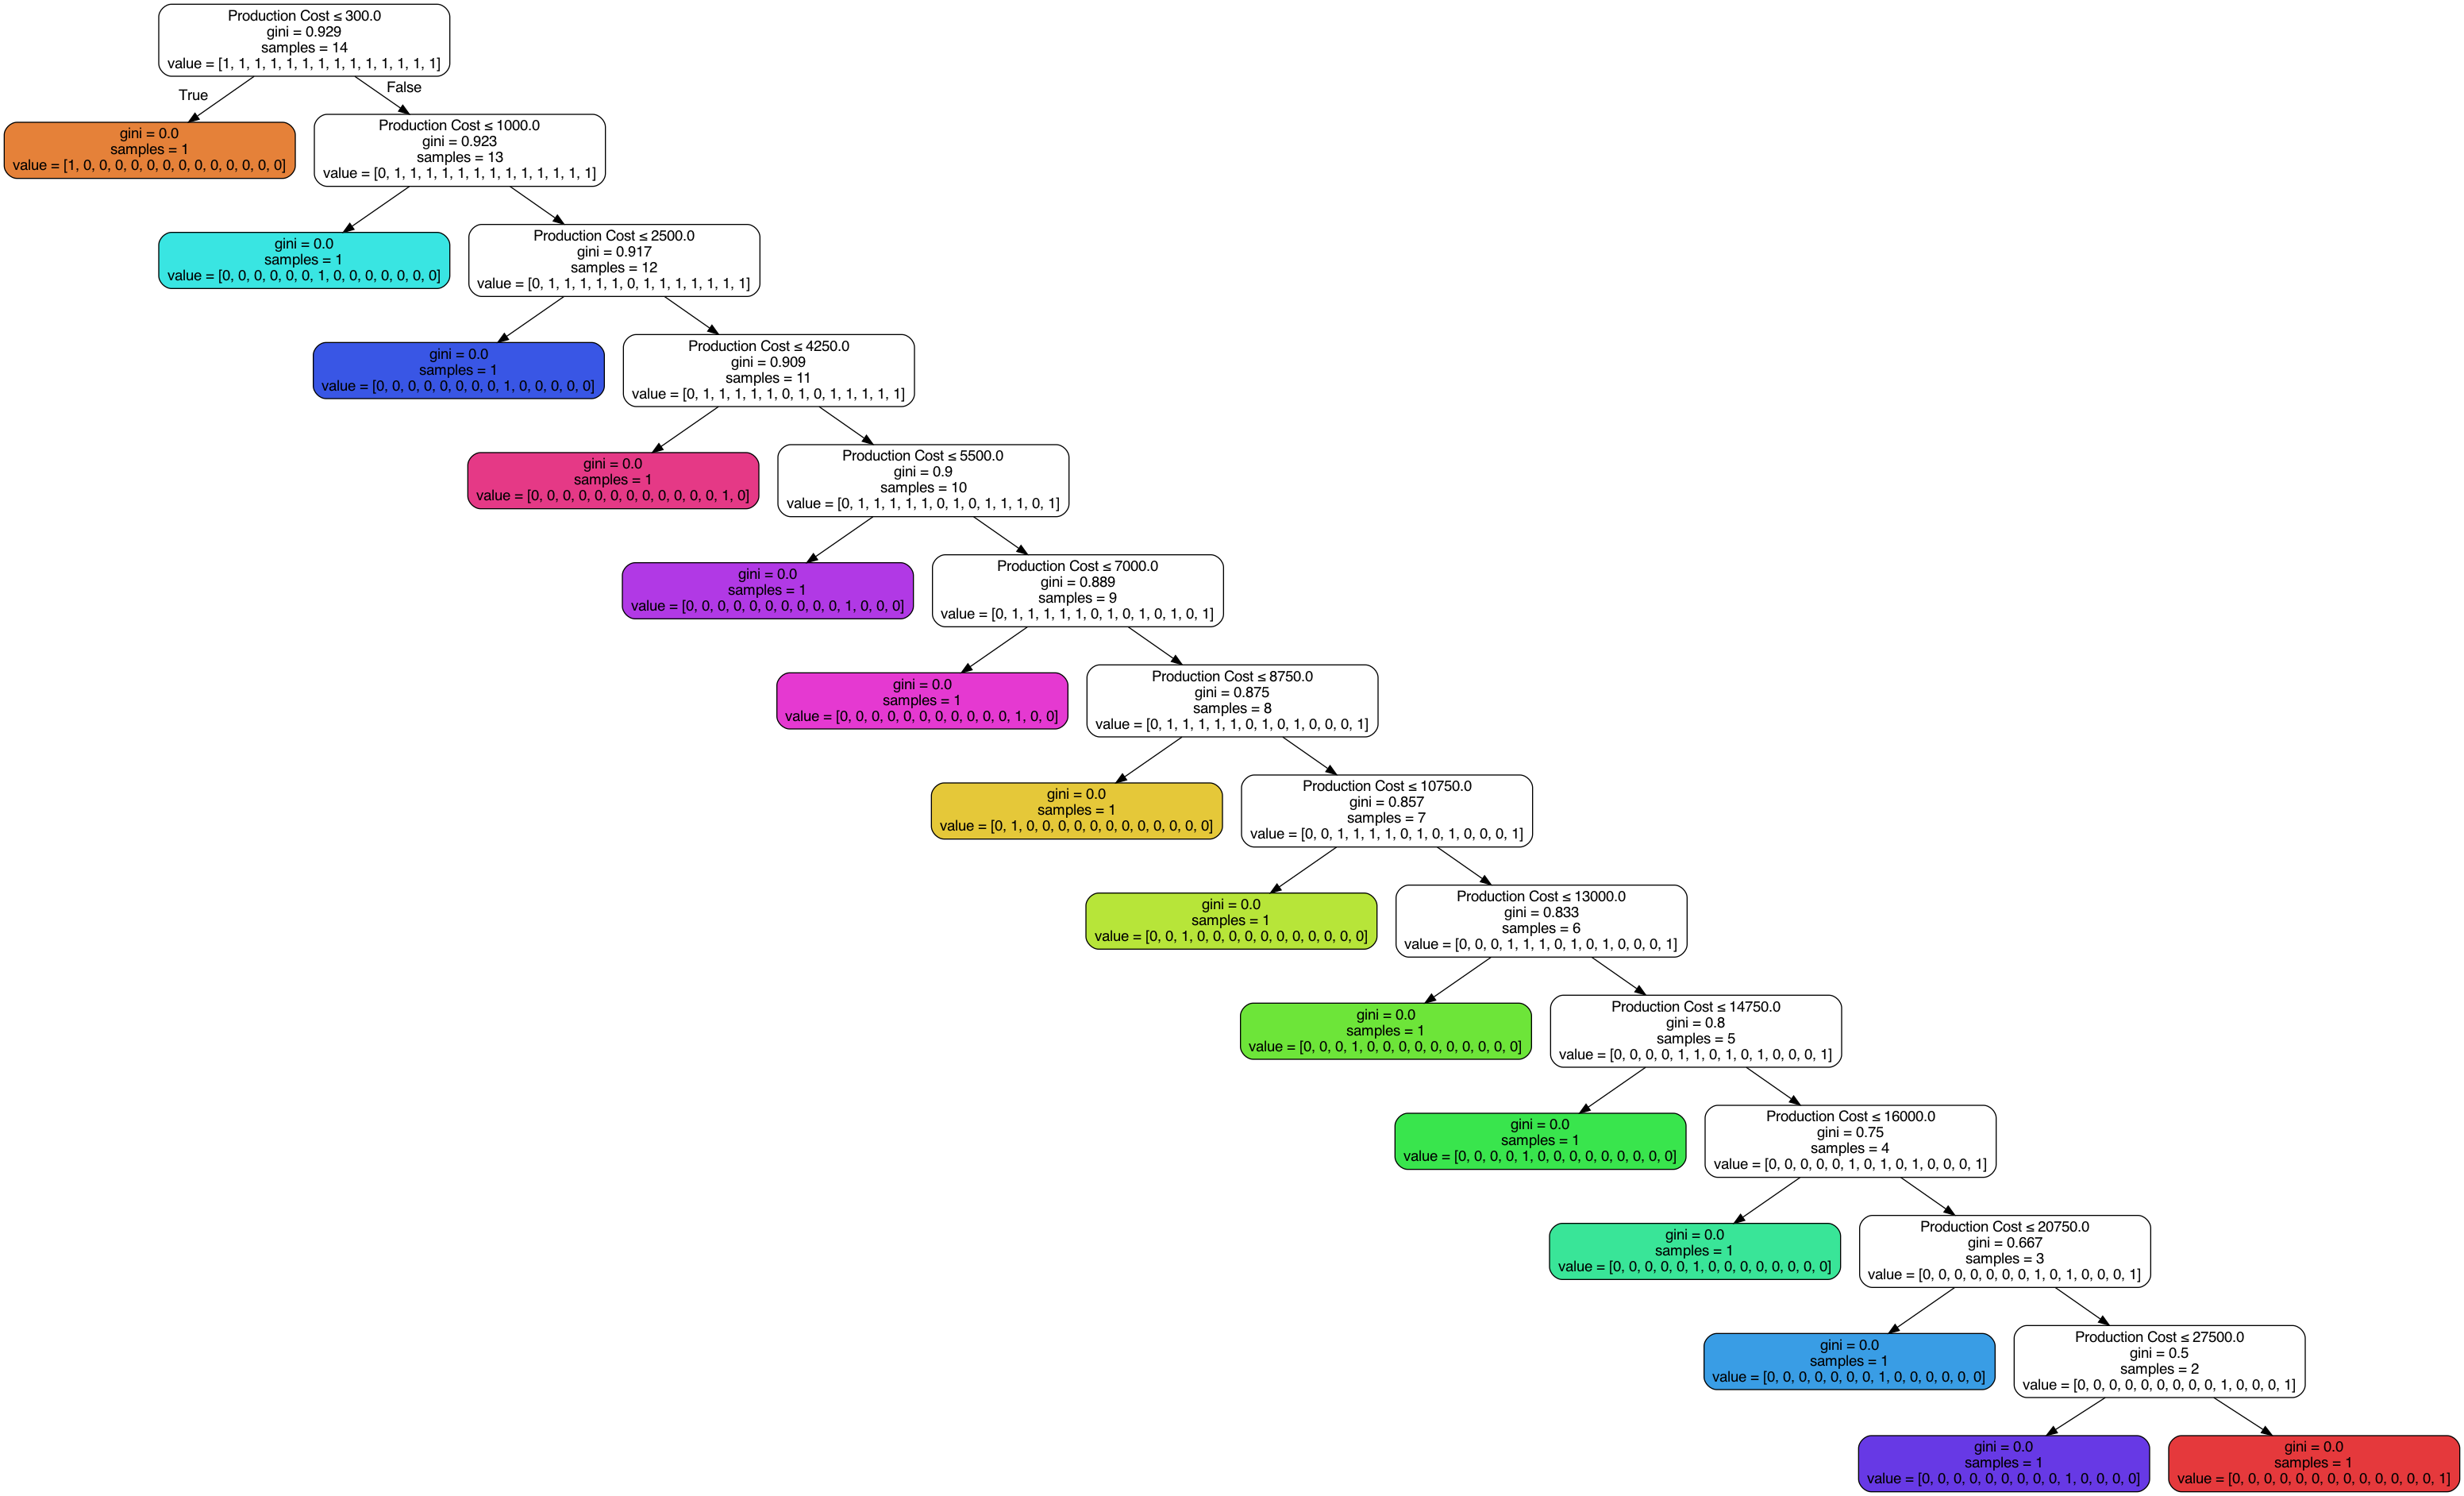 Production Cost ≤ 300.0
gini = 0.929
samples = 14
value = [1, 1, 1, 1, 1, 1, 1, 1, 1, 1, 1, 1, 1, 1]
True
False
gini = 0.0
samples = 1
value = [1, 0, 0, 0, 0, 0, 0, 0, 0, 0, 0, 0, 0, 0]
Production Cost ≤ 1000.0
gini = 0.923
samples = 13
value = [0, 1, 1, 1, 1, 1, 1, 1, 1, 1, 1, 1, 1, 1]
gini = 0.0
samples = 1
value = [0, 0, 0, 0, 0, 0, 1, 0, 0, 0, 0, 0, 0, 0]
Production Cost ≤ 2500.0
gini = 0.917
samples = 12
value = [0, 1, 1, 1, 1, 1, 0, 1, 1, 1, 1, 1, 1, 1]
gini = 0.0
samples = 1
value = [0, 0, 0, 0, 0, 0, 0, 0, 1, 0, 0, 0, 0, 0]
Production Cost ≤ 4250.0
gini = 0.909
samples = 11
value = [0, 1, 1, 1, 1, 1, 0, 1, 0, 1, 1, 1, 1, 1]
gini = 0.0
samples = 1
value = [0, 0, 0, 0, 0, 0, 0, 0, 0, 0, 0, 0, 1, 0]
Production Cost ≤ 5500.0
gini = 0.9
samples = 10
value = [0, 1, 1, 1, 1, 1, 0, 1, 0, 1, 1, 1, 0, 1]
gini = 0.0
samples = 1
value = [0, 0, 0, 0, 0, 0, 0, 0, 0, 0, 1, 0, 0, 0]
Production Cost ≤ 7000.0
gini = 0.889
samples = 9
value = [0, 1, 1, 1, 1, 1, 0, 1, 0, 1, 0, 1, 0, 1]
gini = 0.0
samples = 1
value = [0, 0, 0, 0, 0, 0, 0, 0, 0, 0, 0, 1, 0, 0]
Production Cost ≤ 8750.0
gini = 0.875
samples = 8
value = [0, 1, 1, 1, 1, 1, 0, 1, 0, 1, 0, 0, 0, 1]
gini = 0.0
samples = 1
value = [0, 1, 0, 0, 0, 0, 0, 0, 0, 0, 0, 0, 0, 0]
Production Cost ≤ 10750.0
gini = 0.857
samples = 7
value = [0, 0, 1, 1, 1, 1, 0, 1, 0, 1, 0, 0, 0, 1]
gini = 0.0
samples = 1
value = [0, 0, 1, 0, 0, 0, 0, 0, 0, 0, 0, 0, 0, 0]
Production Cost ≤ 13000.0
gini = 0.833
samples = 6
value = [0, 0, 0, 1, 1, 1, 0, 1, 0, 1, 0, 0, 0, 1]
gini = 0.0
samples = 1
value = [0, 0, 0, 1, 0, 0, 0, 0, 0, 0, 0, 0, 0, 0]
Production Cost ≤ 14750.0
gini = 0.8
samples = 5
value = [0, 0, 0, 0, 1, 1, 0, 1, 0, 1, 0, 0, 0, 1]
gini = 0.0
samples = 1
value = [0, 0, 0, 0, 1, 0, 0, 0, 0, 0, 0, 0, 0, 0]
Production Cost ≤ 16000.0
gini = 0.75
samples = 4
value = [0, 0, 0, 0, 0, 1, 0, 1, 0, 1, 0, 0, 0, 1]
gini = 0.0
samples = 1
value = [0, 0, 0, 0, 0, 1, 0, 0, 0, 0, 0, 0, 0, 0]
Production Cost ≤ 20750.0
gini = 0.667
samples = 3
value = [0, 0, 0, 0, 0, 0, 0, 1, 0, 1, 0, 0, 0, 1]
gini = 0.0
samples = 1
value = [0, 0, 0, 0, 0, 0, 0, 1, 0, 0, 0, 0, 0, 0]
Production Cost ≤ 27500.0
gini = 0.5
samples = 2
value = [0, 0, 0, 0, 0, 0, 0, 0, 0, 1, 0, 0, 0, 1]
gini = 0.0
samples = 1
value = [0, 0, 0, 0, 0, 0, 0, 0, 0, 1, 0, 0, 0, 0]
gini = 0.0
samples = 1
value = [0, 0, 0, 0, 0, 0, 0, 0, 0, 0, 0, 0, 0, 1]